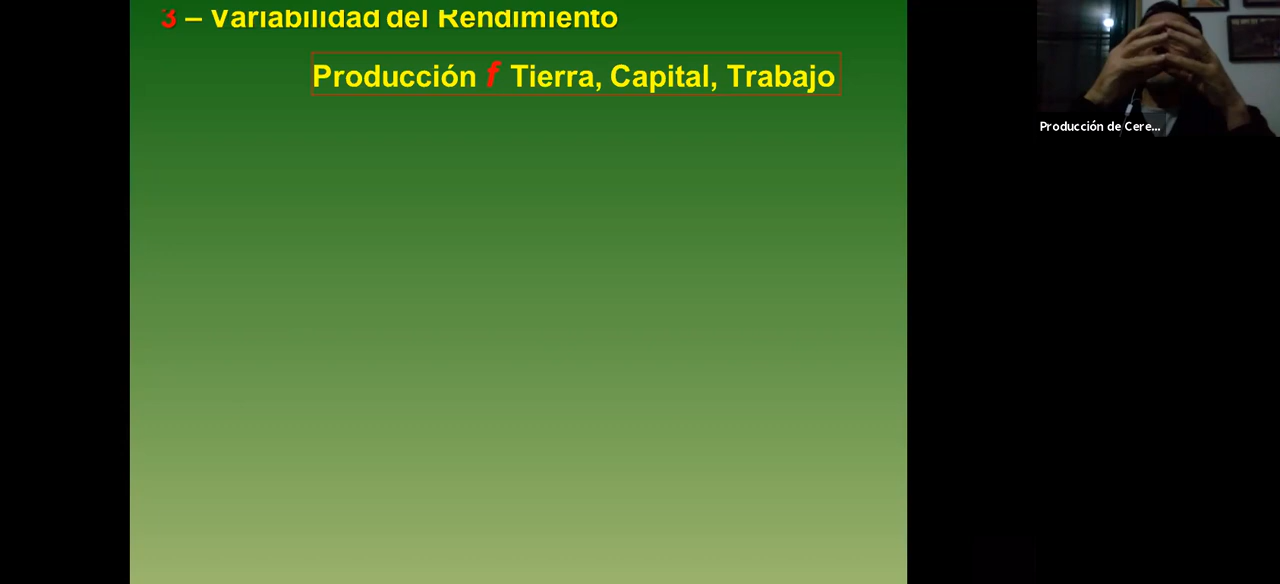 3 – Variabilidad del Rendimiento
Producción f Tierra, Capital, Trabajo
Producción de Cere...